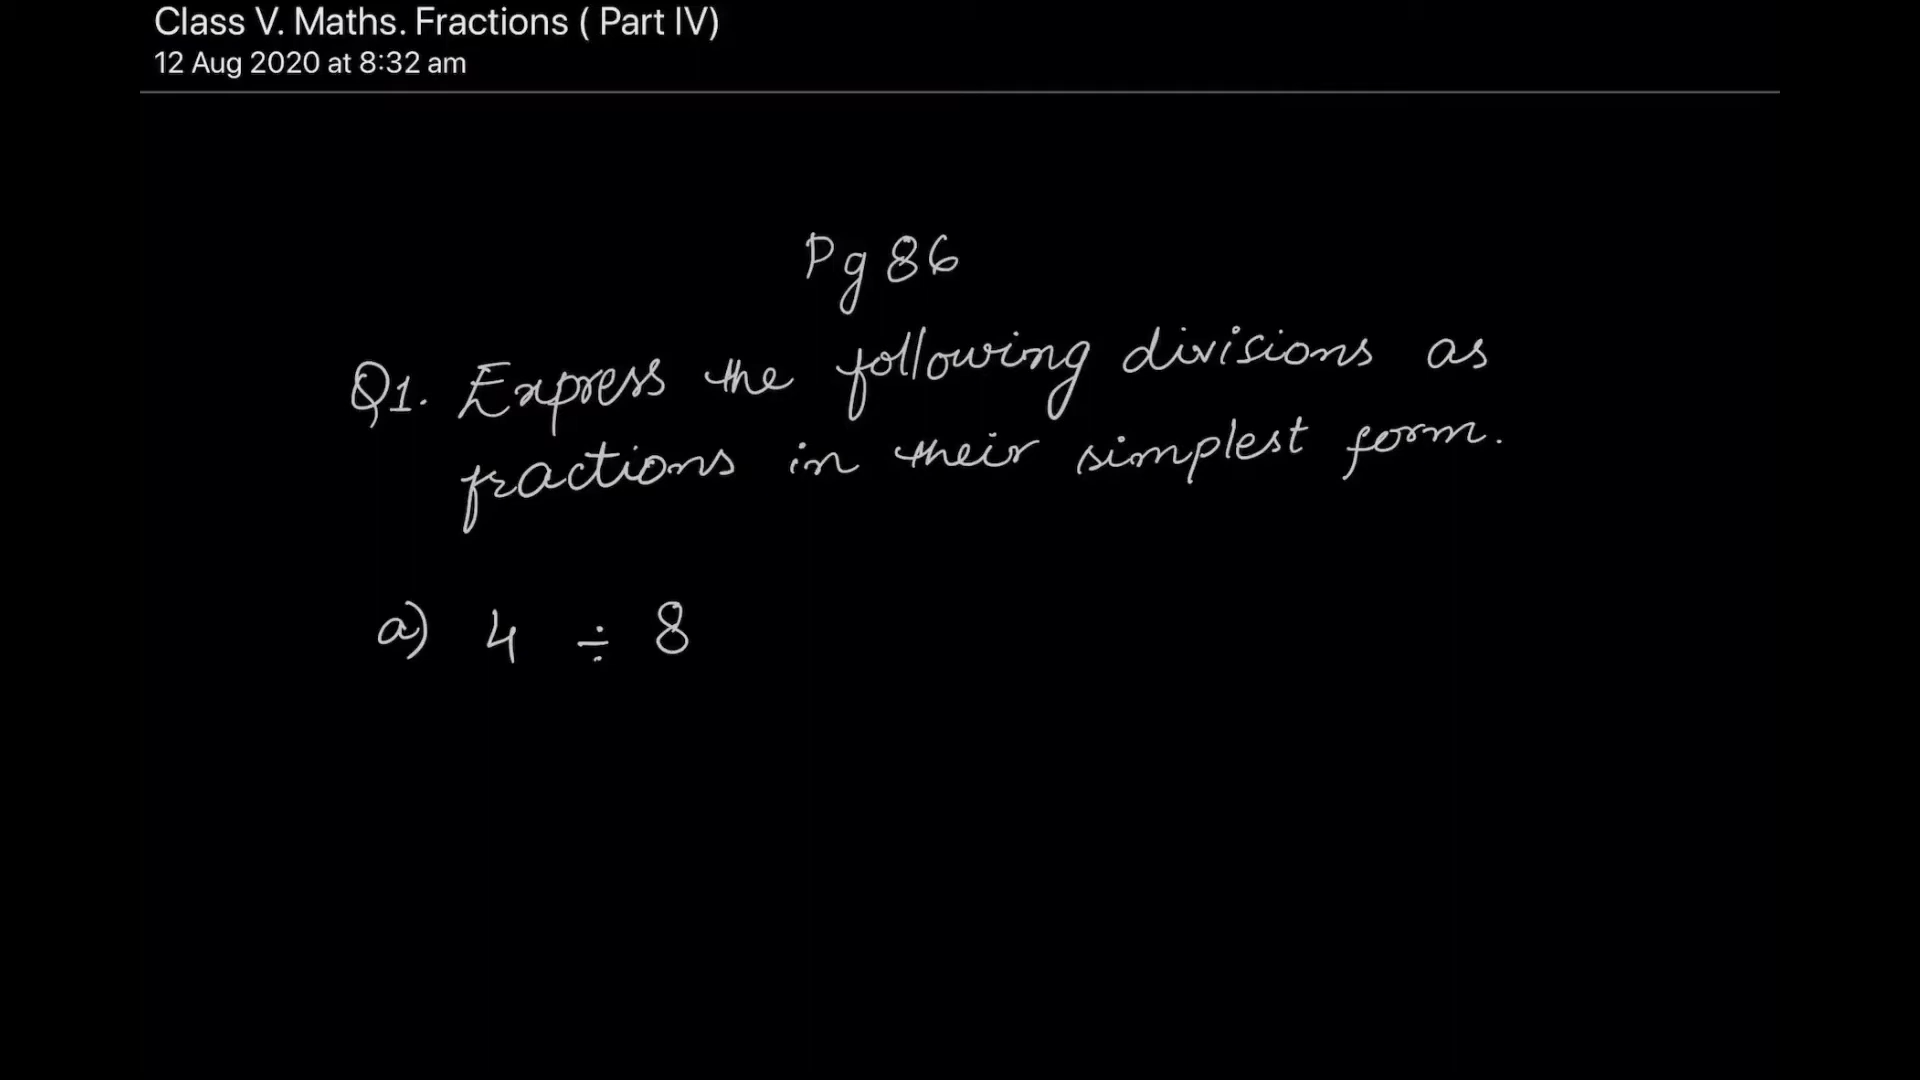 Class V. Maths. Fractions ( Part IV)
12 Aug 2020 at 8:32 am
Pg 86
Q1. Express the following divisions as
fractions in their simplest form.
a) 4 ÷ 8